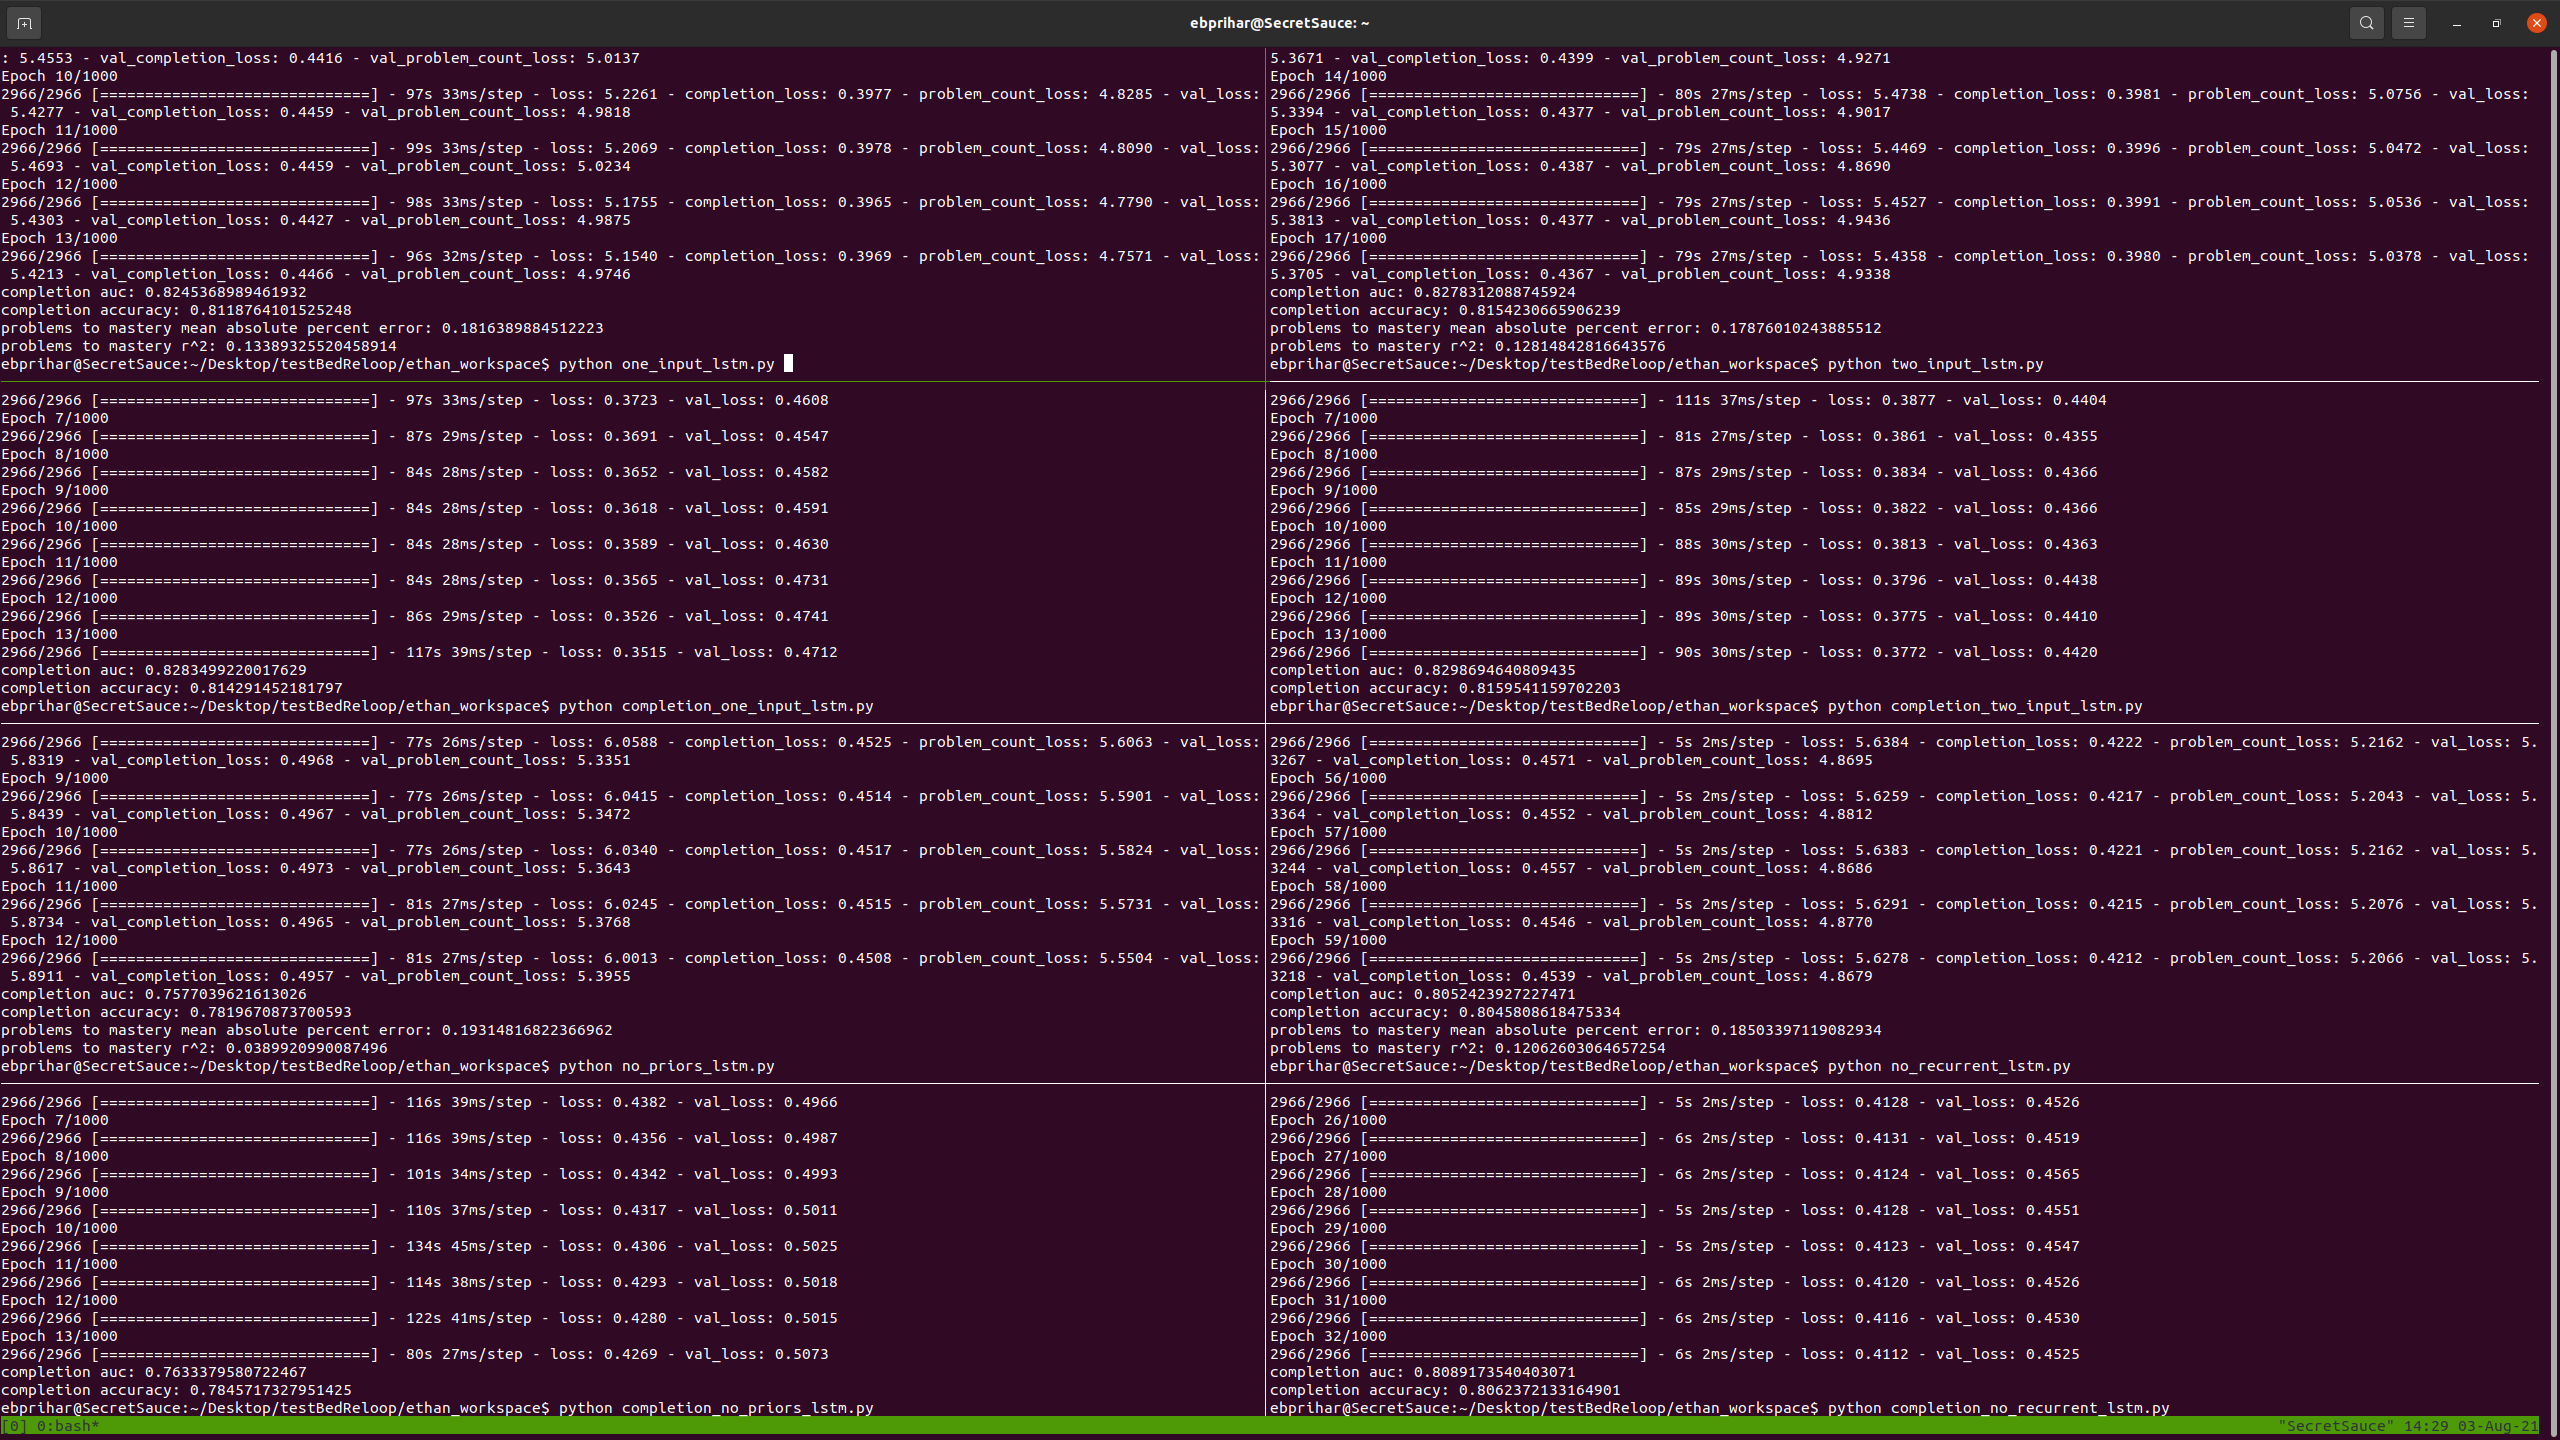 ebprihar@SecretSauce: ~
: 5.4553 - val_completion_loss: 0.4416 - val_problem_count_loss: 5.0137
Epoch 10/1000
2966/2966 [==============================] - 97s 33ms/step - loss: 5.2261 - completion_loss: 0.3977 - problem_count_loss: 4.8285 - val_loss:
5.4277 - val_completion_loss: 0.4459 - val_problem_count_loss: 4.9818
Epoch 11/1000
2966/2966 [==============================] - 99s 33ms/step - loss: 5.2069 - completion_loss: 0.3978 - problem_count_loss: 4.8090 - val_loss:
5.4693 - val_completion_loss: 0.4459 - val_problem_count_loss: 5.0234
Epoch 12/1000
2966/2966 [==============================] - 98s 33ms/step - loss: 5.1755 - completion_loss: 0.3965 - problem_count_loss: 4.7790 - val_loss:
5.4303 - val_completion_loss: 0.4427 - val_problem_count_loss: 4.9875
Epoch 13/1000
2966/2966 [==============================] - 96s 32ms/step - loss: 5.1540 - completion_loss: 0.3969 - problem_count_loss: 4.7571 - val_loss:
5.4213 - val_completion_loss: 0.4466 - val_problem_count_loss: 4.9746
completion auc: 0.8245368989461932
completion accuracy: 0.8118764101525248
problems to mastery mean absolute percent error: 0.1816389884512223
problems to mastery r^2: 0.13389325520458914
ebprihar@SecretSauce:~/Desktop/testBedReloop/ethan_workspace$ python one_input_lstm.py
5.3671 - val_completion_loss: 0.4399 - val_problem_count_loss: 4.9271
Epoch 14/1000
2966/2966 [==============================] - 80s 27ms/step - loss: 5.4738 - completion_loss: 0.3981 - problem_count_loss: 5.0756 - val_loss:
5.3394 - val_completion_loss: 0.4377 - val_problem_count_loss: 4.9017
Epoch 15/1000
2966/2966 [==============================] - 79s 27ms/step - loss: 5.4469 - completion_loss: 0.3996 - problem_count_loss: 5.0472 - val_loss:
5.3077 - val_completion_loss: 0.4387 - val_problem_count_loss: 4.8690
Epoch 16/1000
2966/2966 [==============================] - 79s 27ms/step - loss: 5.4527 - completion_loss: 0.3991 - problem_count_loss: 5.0536 - val_loss:
5.3813 - val_completion_loss: 0.4377 - val_problem_count_loss: 4.9436
Epoch 17/1000
2966/2966 [==============================] - 79s 27ms/step - loss: 5.4358 - completion_loss: 0.3980 - problem_count_loss: 5.0378 - val_loss:
5.3705 - val_completion_loss: 0.4367 - val_problem_count_loss: 4.9338
completion auc: 0.8278312088745924
completion accuracy: 0.8154230665906239
problems to mastery mean absolute percent error: 0.17876010243885512
problems to mastery r^2: 0.12814842816643576
ebprihar@SecretSauce:~/Desktop/testBedReloop/ethan_workspace$ python two_input_lstm.py
2966/2966 [==============================] - 97s 33ms/step - loss: 0.3723 - val_loss: 0.4608
Epoch 7/1000
2966/2966 [==============================] - 87s 29ms/step - loss: 0.3691 - val_loss: 0.4547
Epoch 8/1000
2966/2966 [==============================] - 84s 28ms/step - loss: 0.3652 - val_loss: 0.4582
Epoch 9/1000
2966/2966 [==============================] - 84s 28ms/step - loss: 0.3618 - val_loss: 0.4591
Epoch 10/1000
2966/2966 [==============================] - 84s 28ms/step - loss: 0.3589 - val_loss: 0.4630
Epoch 11/1000
2966/2966 [==============================] - 84s 28ms/step - loss: 0.3565 - val_loss: 0.4731
Epoch 12/1000
2966/2966 [==============================] - 86s 29ms/step - loss: 0.3526 - val_loss: 0.4741
Epoch 13/1000
2966/2966 [==============================] - 117s 39ms/step - loss: 0.3515 - val_loss: 0.4712
completion auc: 0.8283499220017629
completion accuracy: 0.814291452181797
ebprihar@SecretSauce:~/Desktop/testBedReloop/ethan_workspace$ python completion_one_input_lstm.py
2966/2966 [==============================] - 111s 37ms/step - loss: 0.3877 - val_loss: 0.4404
Epoch 7/1000
2966/2966 [==============================] - 81s 27ms/step - loss: 0.3861 - val_loss: 0.4355
Epoch 8/1000
2966/2966 [==============================] - 87s 29ms/step - loss: 0.3834 - val_loss: 0.4366
Epoch 9/1000
2966/2966 [==============================] - 85s 29ms/step - loss: 0.3822 - val_loss: 0.4366
Epoch 10/1000
2966/2966 [==============================] - 88s 30ms/step - loss: 0.3813 - val_loss: 0.4363
Epoch 11/1000
2966/2966 [==============================] - 89s 30ms/step - loss: 0.3796 - val_loss: 0.4438
Epoch 12/1000
2966/2966 [==============================] - 89s 30ms/step - loss: 0.3775 - val_loss: 0.4410
Epoch 13/1000
2966/2966 [==============================] - 90s 30ms/step - loss: 0.3772 - val_loss: 0.4420
completion auc: 0.8298694640809435
completion accuracy: 0.8159541159702203
ebprihar@SecretSauce:~/Desktop/testBedReloop/ethan_workspace$ python completion_two_input_lstm.py
2966/2966 [==============================] - 77s 26ms/step - loss: 6.0588 - completion_loss: 0.4525 - problem_count_loss: 5.6063 - val_loss:
5.8319 - val_completion_loss: 0.4968 - val_problem_count_loss: 5.3351
Epoch 9/1000
2966/2966 [==============================] - 77s 26ms/step - loss: 6.0415 - completion_loss: 0.4514 - problem_count_loss: 5.5901 - val_loss:
5.8439 - val_completion_loss: 0.4967 - val_problem_count_loss: 5.3472
Epoch 10/1000
2966/2966 [==============================] - 77s 26ms/step - loss: 6.0340 - completion_loss: 0.4517 - problem_count_loss: 5.5824 - val_loss:
5.8617 - val_completion_loss: 0.4973 - val_problem_count_loss: 5.3643
Epoch 11/1000
2966/2966 [==============================] - 81s 27ms/step - loss: 6.0245 - completion_loss: 0.4515 - problem_count_loss: 5.5731 - val_loss:
5.8734 - val_completion_loss: 0.4965 - val_problem_count_loss: 5.3768
Epoch 12/1000
2966/2966 [==============================] - 81s 27ms/step - loss: 6.0013 - completion_loss: 0.4508 - problem_count_loss: 5.5504 - val_loss:
5.8911 - val_completion_loss: 0.4957 - val_problem_count_loss: 5.3955
completion auc: 0.7577039621613026
completion accuracy: 0.7819670873700593
problems to mastery mean absolute percent error: 0.19314816822366962
problems to mastery r^2: 0.0389920990087496
ebprihar@SecretSauce:~/Desktop/testBedReloop/ethan_workspace$ python no_priors_lstm.py
2966/2966 [==============================] - 5s 2ms/step - loss: 5.6384 - completion_loss: 0.4222 - problem_count_loss: 5.2162 - val_loss: 5.
3267 - val_completion_loss: 0.4571 - val_problem_count_loss: 4.8695
Epoch 56/1000
2966/2966 [==============================] - 5s 2ms/step - loss: 5.6259 - completion_loss: 0.4217 - problem_count_loss: 5.2043 - val_loss: 5.
3364 - val_completion_loss: 0.4552 - val_problem_count_loss: 4.8812
Epoch 57/1000
2966/2966 [==============================] - 5s 2ms/step - loss: 5.6383 - completion_loss: 0.4221 - problem_count_loss: 5.2162 - val_loss: 5.
3244 - val_completion_loss: 0.4557 - val_problem_count_loss: 4.8686
Epoch 58/1000
2966/2966 [==============================] - 5s 2ms/step - loss: 5.6291 - completion_loss: 0.4215 - problem_count_loss: 5.2076 - val_loss: 5.
3316 - val_completion_loss: 0.4546 - val_problem_count_loss: 4.8770
Epoch 59/1000
2966/2966 [==============================] - 5s 2ms/step - loss: 5.6278 - completion_loss: 0.4212 - problem_count_loss: 5.2066 - val_loss: 5.
3218 - val_completion_loss: 0.4539 - val_problem_count_loss: 4.8679
completion auc: 0.8052423927227471
completion accuracy: 0.8045808618475334
problems to mastery mean absolute percent error: 0.18503397119082934
problems to mastery r^2: 0.12062603064657254
ebprihar@SecretSauce:~/Desktop/testBedReloop/ethan_workspace$ python no_recurrent_lstm.py
2966/2966 [==============================] - 116s 39ms/step - loss: 0.4382 - val_loss: 0.4966
Epoch 7/1000
2966/2966 [==============================] - 116s 39ms/step - loss: 0.4356 - val_loss: 0.4987
Epoch 8/1000
2966/2966 [==============================] - 101s 34ms/step - loss: 0.4342 - val_loss: 0.4993
Epoch 9/1000
2966/2966 [==============================] - 110s 37ms/step - loss: 0.4317 - val_loss: 0.5011
Epoch 10/1000
2966/2966 [==============================] - 134s 45ms/step - loss: 0.4306 - val_loss: 0.5025
Epoch 11/1000
2966/2966 [==============================] - 114s 38ms/step - loss: 0.4293 - val_loss: 0.5018
Epoch 12/1000
2966/2966 [==============================] - 122s 41ms/step - loss: 0.4280 - val_loss: 0.5015
Epoch 13/1000
2966/2966 [==============================] - 80s 27ms/step - loss: 0.4269 - val_loss: 0.5073
completion auc: 0.7633379580722467
completion accuracy: 0.7845717327951425
ebprihar@SecretSauce:~/Desktop/testBedReloop/ethan_workspace$ python completion_no_priors_lstm.py
2966/2966 [==============================] - 5s 2ms/step - loss: 0.4128 - val_loss: 0.4526
Epoch 26/1000
2966/2966 [==============================] - 6s 2ms/step - loss: 0.4131 - val_loss: 0.4519
Epoch 27/1000
2966/2966 [==============================] - 6s 2ms/step - loss: 0.4124 - val_loss: 0.4565
Epoch 28/1000
2966/2966 [==============================] - 5s 2ms/step - loss: 0.4128 - val_loss: 0.4551
Epoch 29/1000
2966/2966 [==============================] - 5s 2ms/step - loss: 0.4123 - val_loss: 0.4547
Epoch 30/1000
2966/2966 [==============================] - 6s 2ms/step - loss: 0.4120 - val_loss: 0.4526
Epoch 31/1000
2966/2966 [==============================] - 6s 2ms/step - loss: 0.4116 - val_loss: 0.4530
Epoch 32/1000
2966/2966 [==============================] - 6s 2ms/step - loss: 0.4112 - val_loss: 0.4525
completion auc: 0.8089173540403071
completion accuracy: 0.8062372133164901
ebprihar@SecretSauce:~/Desktop/testBedReloop/ethan_workspace$ python completion_no_recurrent_lstm.py
[0] 0:bash* "SecretSauce" 14:29 03-Aug-21